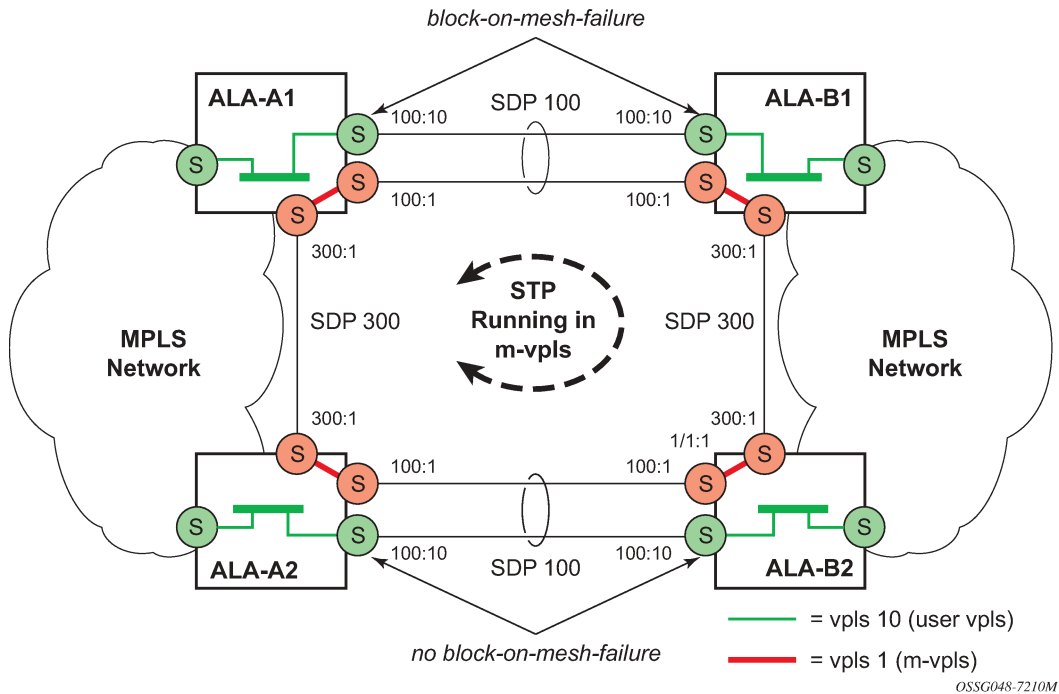 block-on-mesh-failure
ALA-A1
ALA-B1
SDP 100
100:10
100:10
S
S
S
S
S
S
100:1
100:1
S
S
300:1
300:1
STP
Running in
m-vpls
SDP 300
SDP 300
MPLS
Network
MPLS
Network
300:1
300:1
1/1:1
S
S
100:1
100:1
S
S
S
S
S
S
100:10
100:10
SDP 100
ALA-A2
ALA-B2
no block-on-mesh-failure
= vpls 10 (user vpls)
= vpls 1 (m-vpls)
OSSG048-7210M